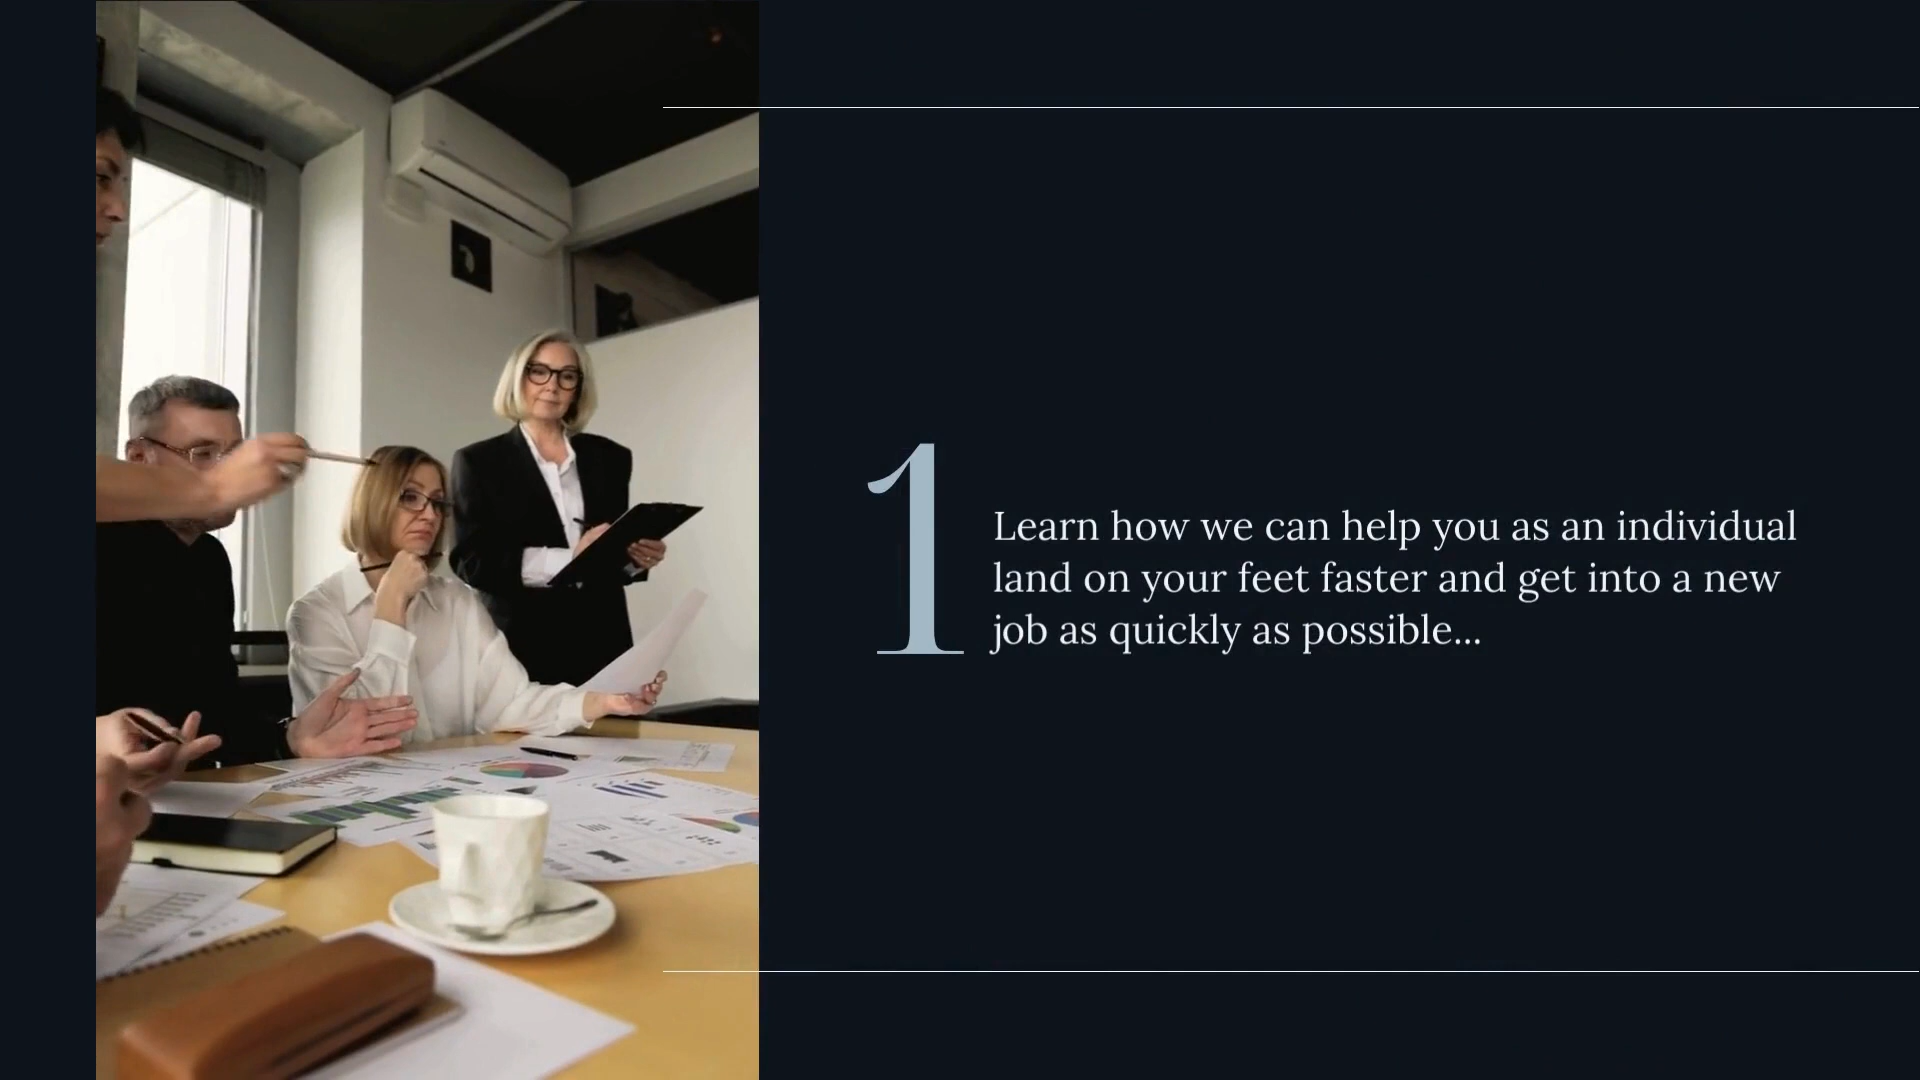 1
Learn how we can help you as an individual
land on your feet faster and get into a new
job as quickly as possible...